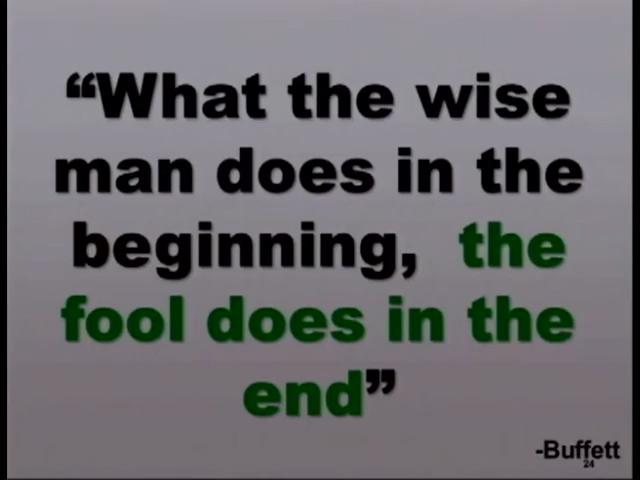 “What the wise
man does in the
beginning, the
fool does in the
end”
-Buffett
24